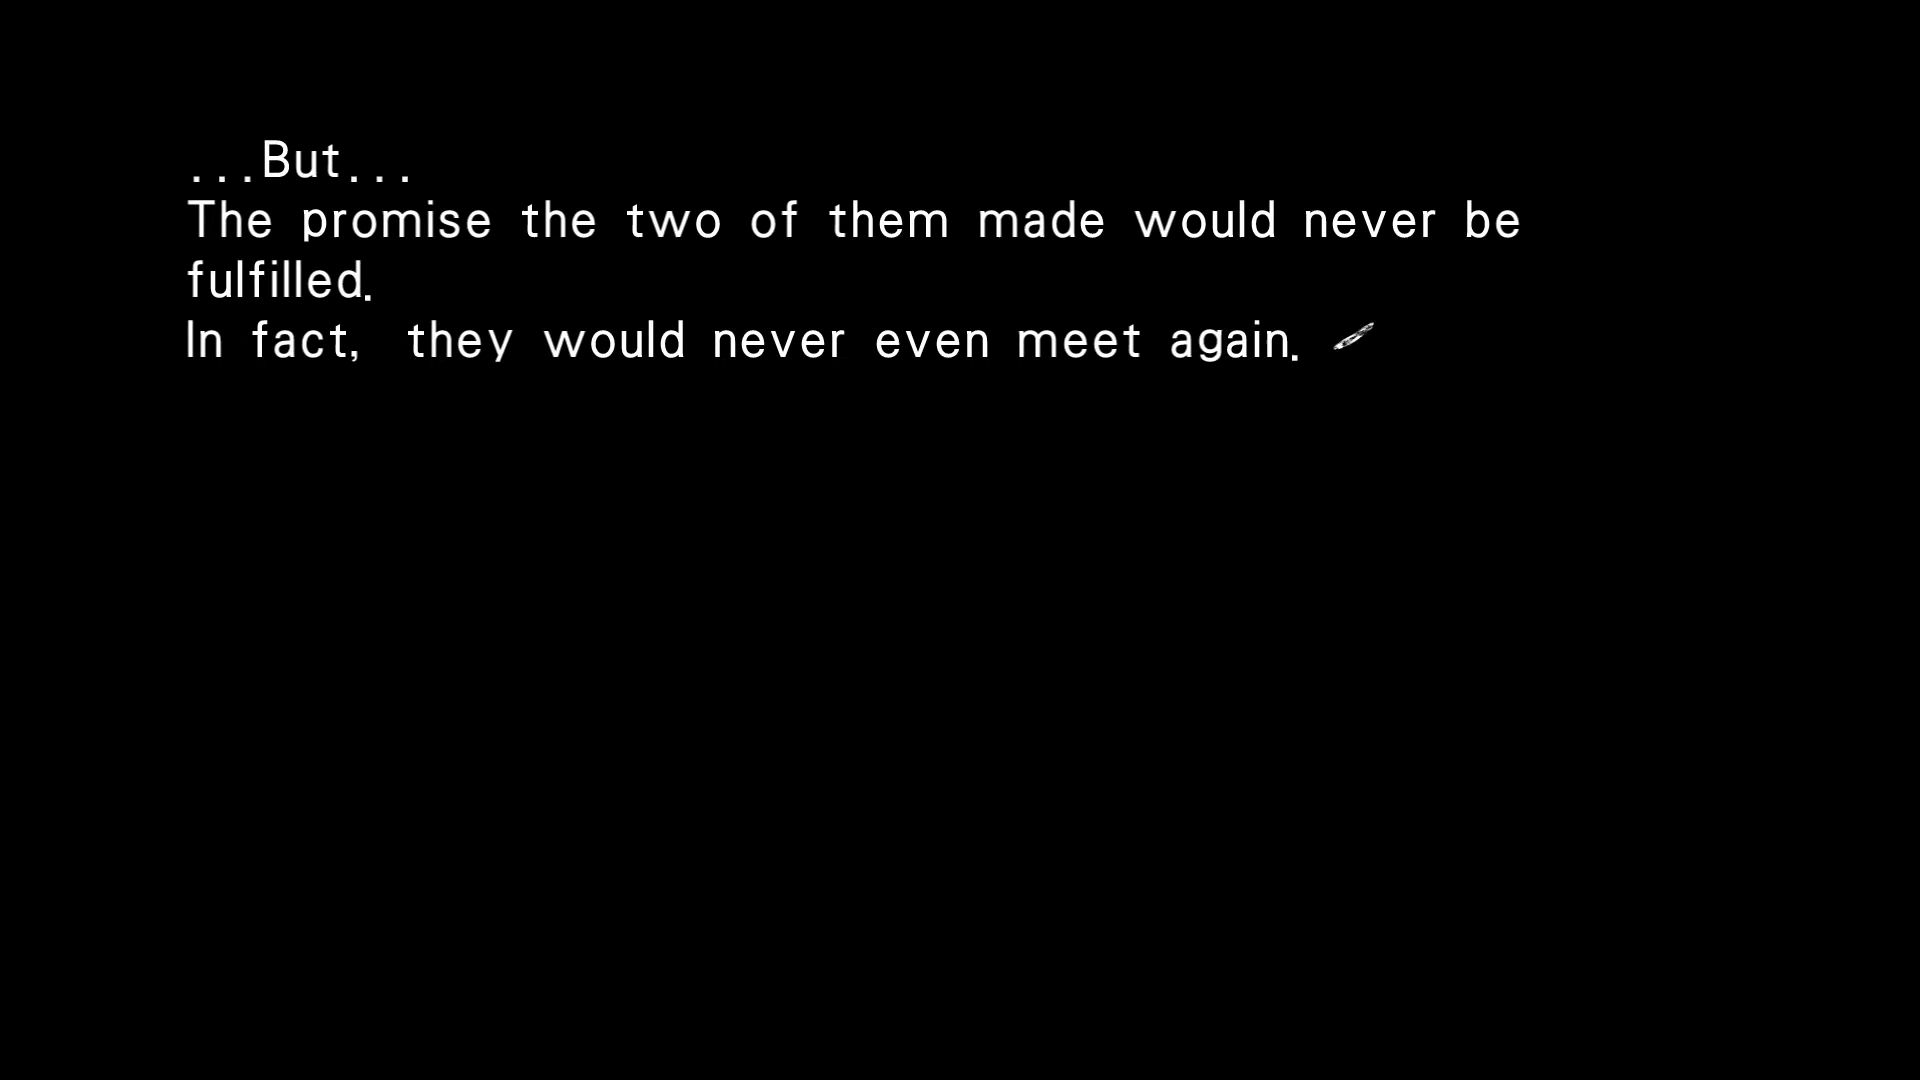 ...But...
The promise the two of them made would never be
fulfilled.
In fact, they would never even meet again.